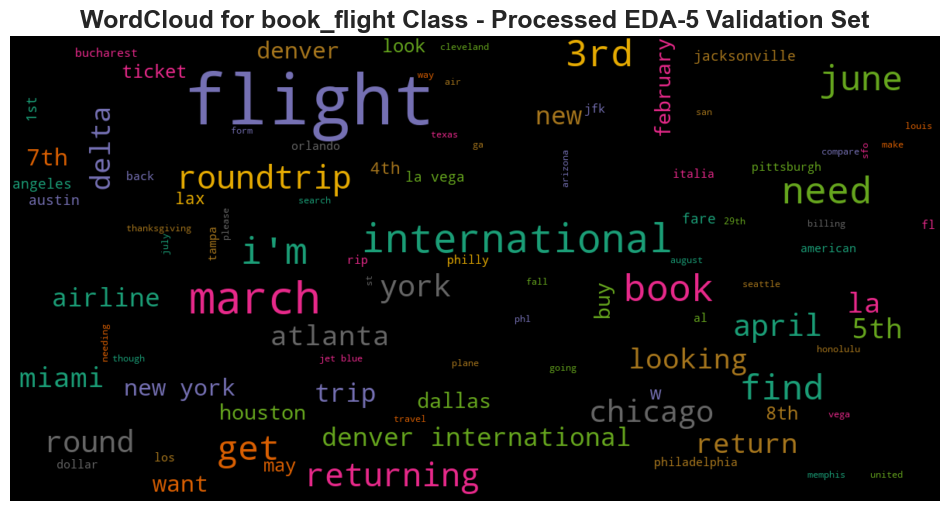 WordCloud for book_flight Class - Processed EDA-5 Validation Set
bucharest
denver
look
cleveland
3rd
jacksonville
ticket
flight
way
air
february
june
1st
delta
form
new
jfk
san
texas
louis
7th
orlando
ga
arizona
compare
sfo
make
angeles
back
roundtrip
4th
la vega
italia
pittsburgh
need
austin
lax
search
thanksgiving
july
tampa
please
i'm
international
fare
29th
billing
fl
american
rip
philly
august
airline
march
st
york
fall
buy
book
seattle
la
phl
al
april
5th
needing
atlanta
though
jet blue
plane
going
looking
honolulu
miami
new york
trip
dallas
w
find
houston
travel
chicago
8th
vega
round
get
denver international
return
dollar
los
may
want
returning
philadelphia
memphis
united